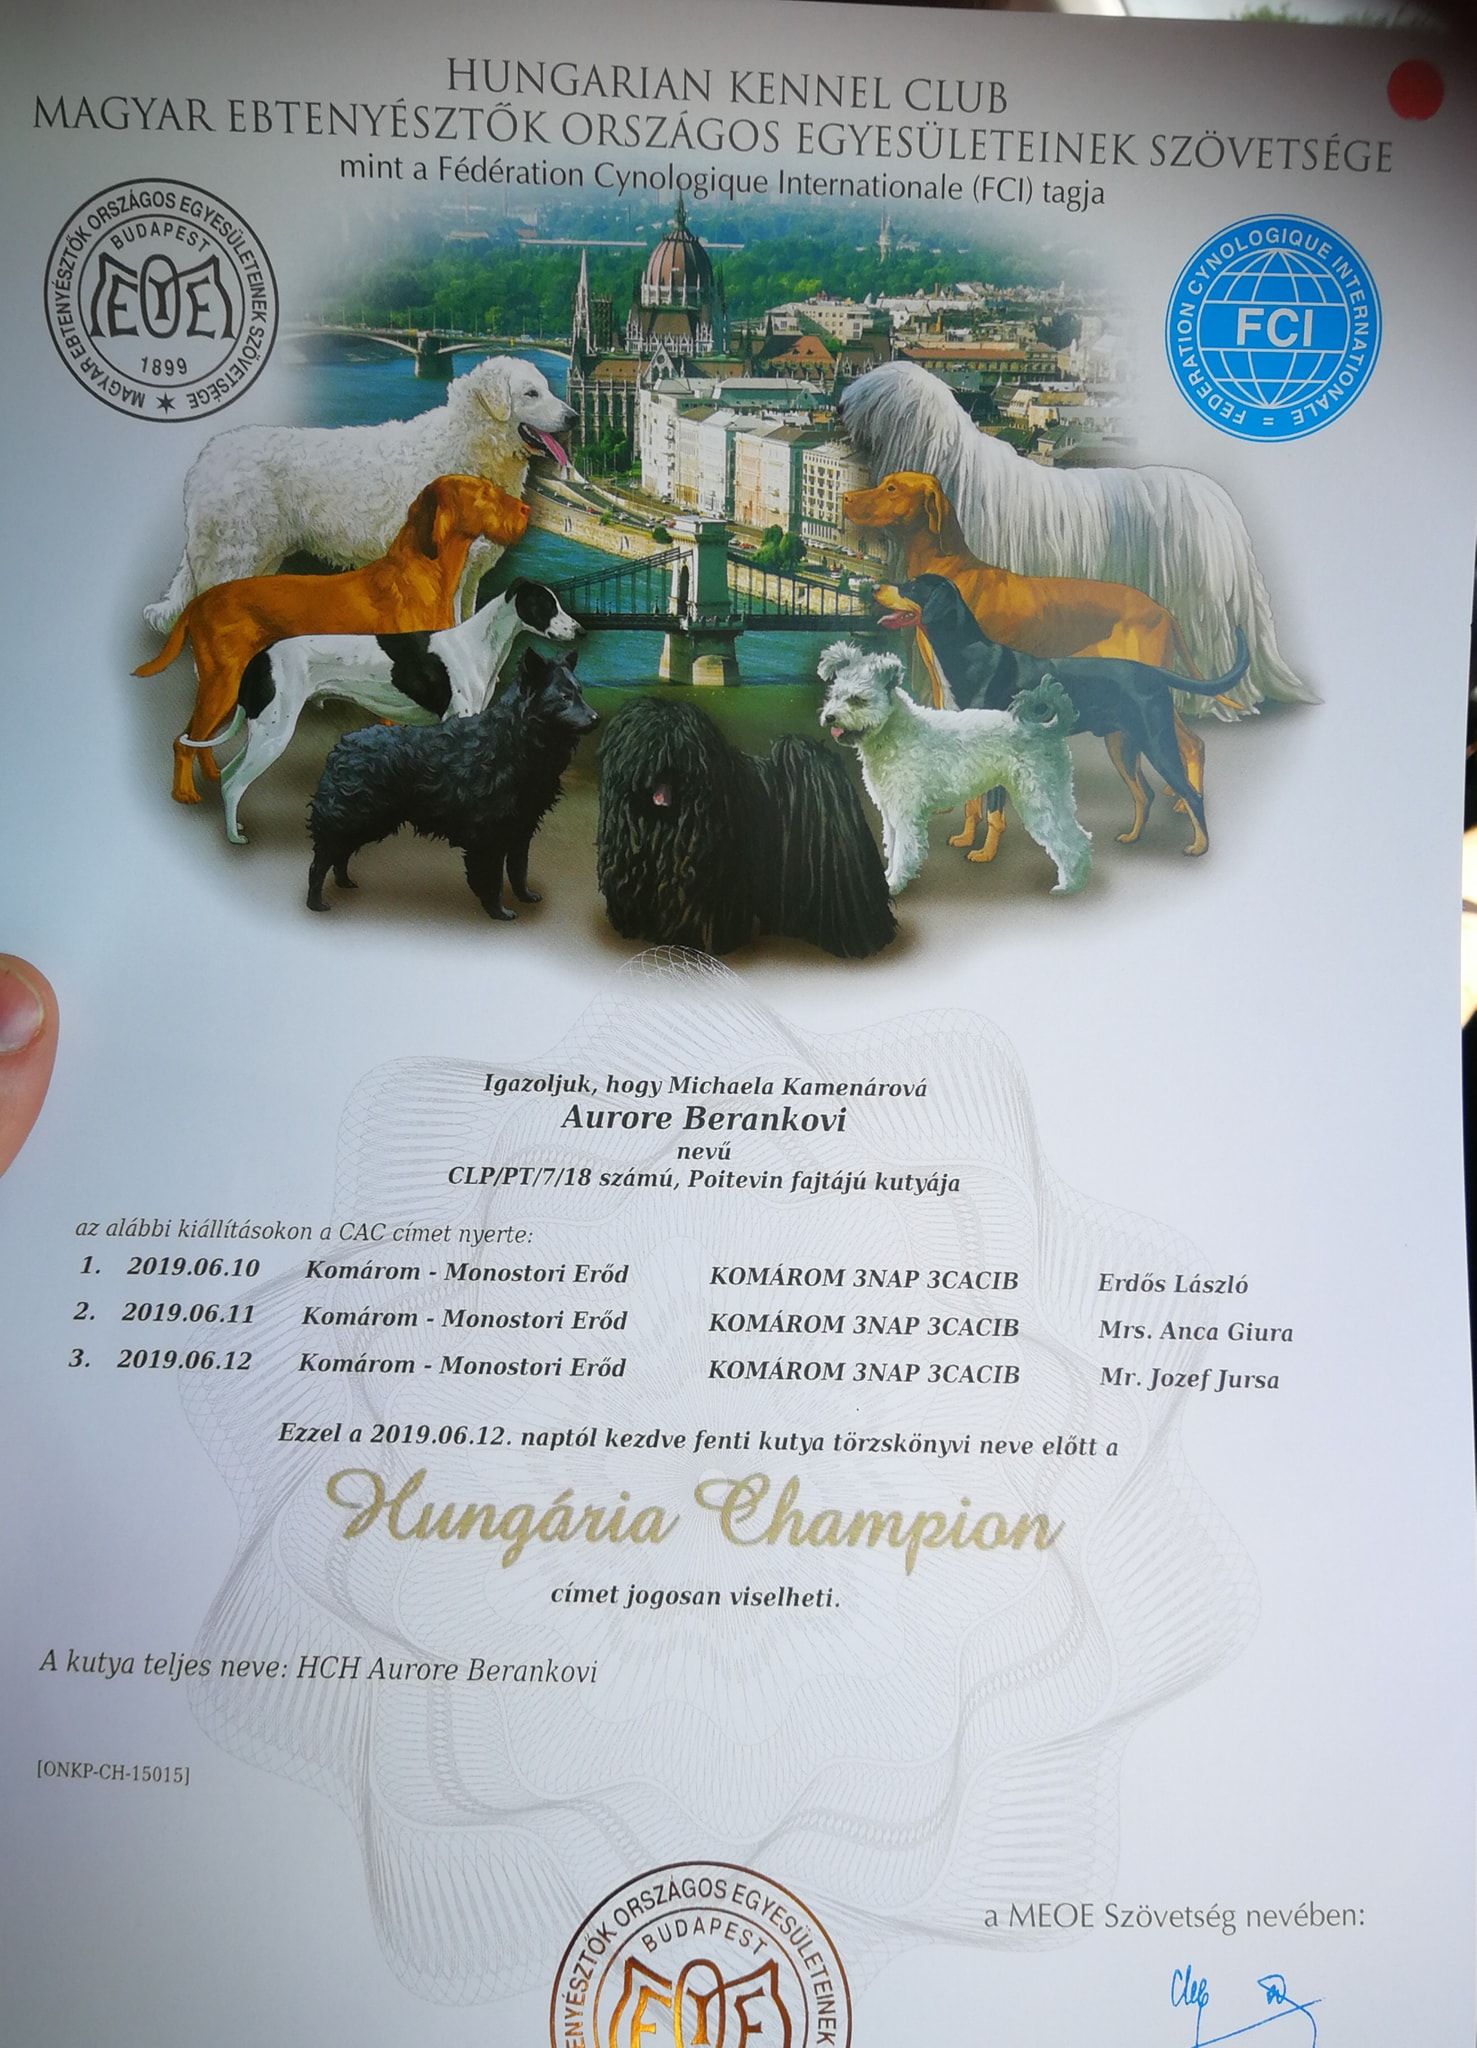 HUNGARIAN KENNEL CLUB
MAGYAR EBTENYÉSZTŐK ORSZÁGOS EGYESÜLETEINEK SZÖVETSÉGE
mint a Fédération Cynologique Internationale (FCI) tagja
MAGYAR EBTENYÉSZTŐK ORSZÁGOS EGYESÜLETEINEK SZÖVETSÉGE
BUDAPEST
MEOE
1899
FEDERATION CYNOLOGIQUE INTERNATIONALE =
FCI
Igazoljuk, hogy Michaela Kamenárová
Aurore Berankovi
nevű
CLP/PT/7/18 számú, Poitevin fajtájú kutyája
az alábbi kiállításokon a CAC címet nyerte:
1. 2019.06.10 Komárom - Monostori Erőd KOMÁROM 3NAP 3CACIB Erdős László
2. 2019.06.11 Komárom - Monostori Erőd KOMÁROM 3NAP 3CACIB Mrs. Anca Giura
3. 2019.06.12 Komárom - Monostori Erőd KOMÁROM 3NAP 3CACIB Mr. Jozef Jursa
Ezzel a 2019.06.12. naptól kezdve fenti kutya törzskönyvi neve előtt a
Hungária Champion
címet jogosan viselheti.
A kutya teljes neve: HCH Aurore Berankovi
[ONKP-CH-15015]
a MEOE Szövetség nevében:
ENYÉSZTŐK ORSZÁGOS EGYESÜLETEINEK
BUDAPEST
MEOE